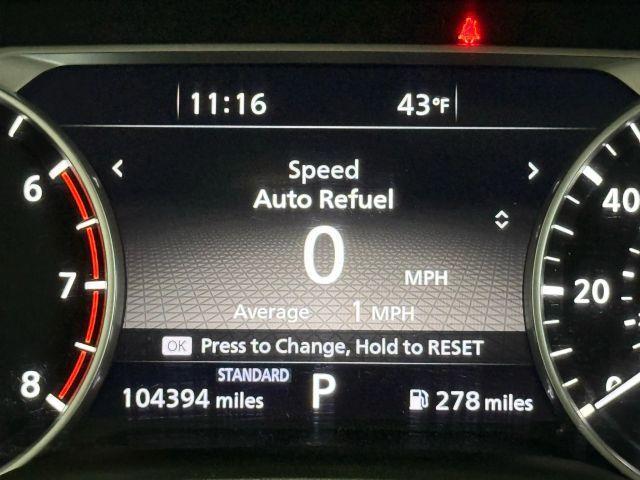 11:16 43°F
Speed
Auto Refuel
0 MPH
Average 1 MPH
OK Press to Change, Hold to RESET
STANDARD
104394 miles P 278 miles
6
7
8
40
20
0